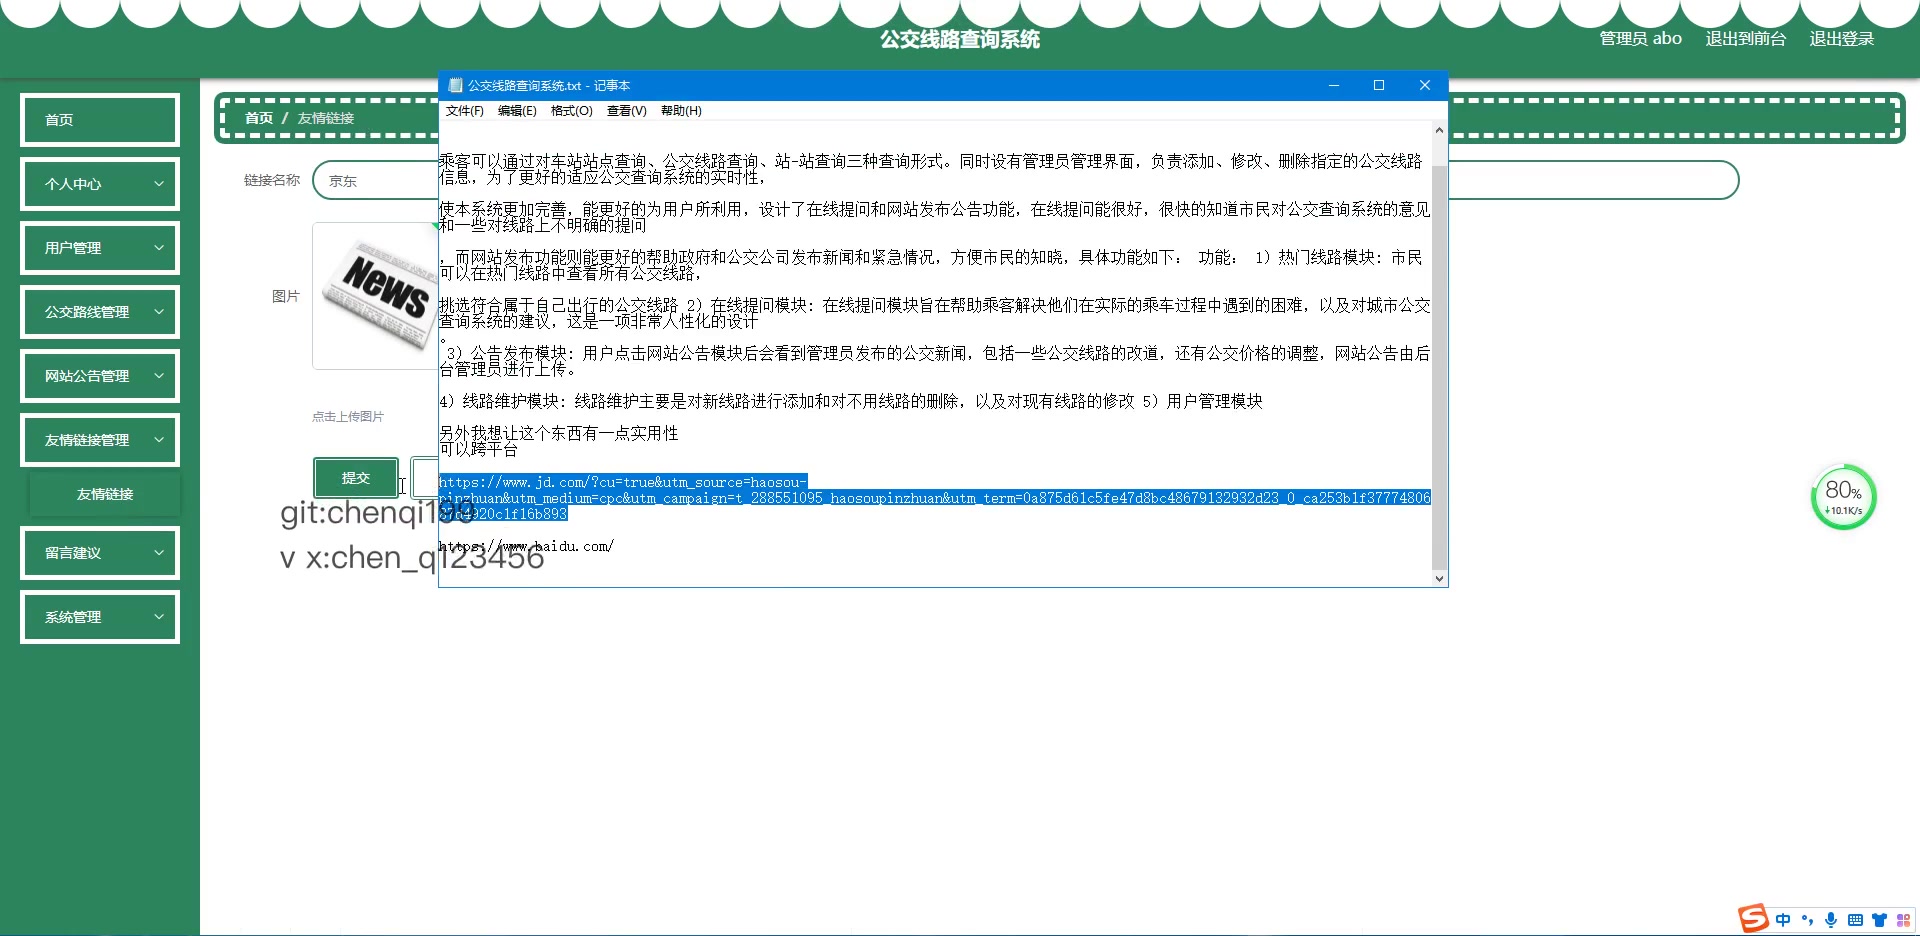 公交线路查询系统
管理员 abo
退出到前台
退出登录
首页
个人中心
用户管理
公交路线管理
网站公告管理
友情链接管理
友情链接
留言建议
系统管理
首页 / 友情链接
链接名称
京东
图片
News
点击上传图片
提交
公交线路查询系统.txt - 记事本
文件(F) 编辑(E) 格式(O) 查看(V) 帮助(H)
乘客可以通过对车站站点查询、公交线路查询、站-站查询三种查询形式。同时设有管理员管理界面，负责添加、修改、删除指定的公交线路
信息，为了更好的适应公交查询系统的实时性，
使本系统更加完善，能更好的为用户所利用，设计了在线提问和网站发布公告功能，在线提问能很好，很快的知道市民对公交查询系统的意见
和一些对线路上不明确的提问
，而网站发布功能则能更好的帮助政府和公交公司发布新闻和紧急情况，方便市民的知晓，具体功能如下： 功能： 1）热门线路模块：市民
可以在热门线路中查看所有公交线路，
挑选符合属于自己出行的公交线路 2）在线提问模块：在线提问模块旨在帮助乘客解决他们在实际的乘车过程中遇到的困难，以及对城市公交
查询系统的建议，这是一项非常人性化的设计
。
3）公告发布模块：用户点击网站公告模块后会看到管理员发布的公交新闻，包括一些公交线路的改道，还有公交价格的调整，网站公告由后
台管理员进行上传。
4）线路维护模块：线路维护主要是对新线路进行添加和对不用线路的删除，以及对现有线路的修改 5）用户管理模块
另外我想让这个东西有一点实用性
可以跨平台
https://www.jd.com/?cu=true&utm_source=haosou-
pinzhuan&utm_medium=cpc&utm_campaign=t_288551095_haosoupinzhuan&utm_term=0a875d61c5fe47d8bc48679132932d23_0_ca253b1f37774806
https://www.baidu.com/
git:chenqi199
v x:chen_q123456
80%
↓10.1K/s
中